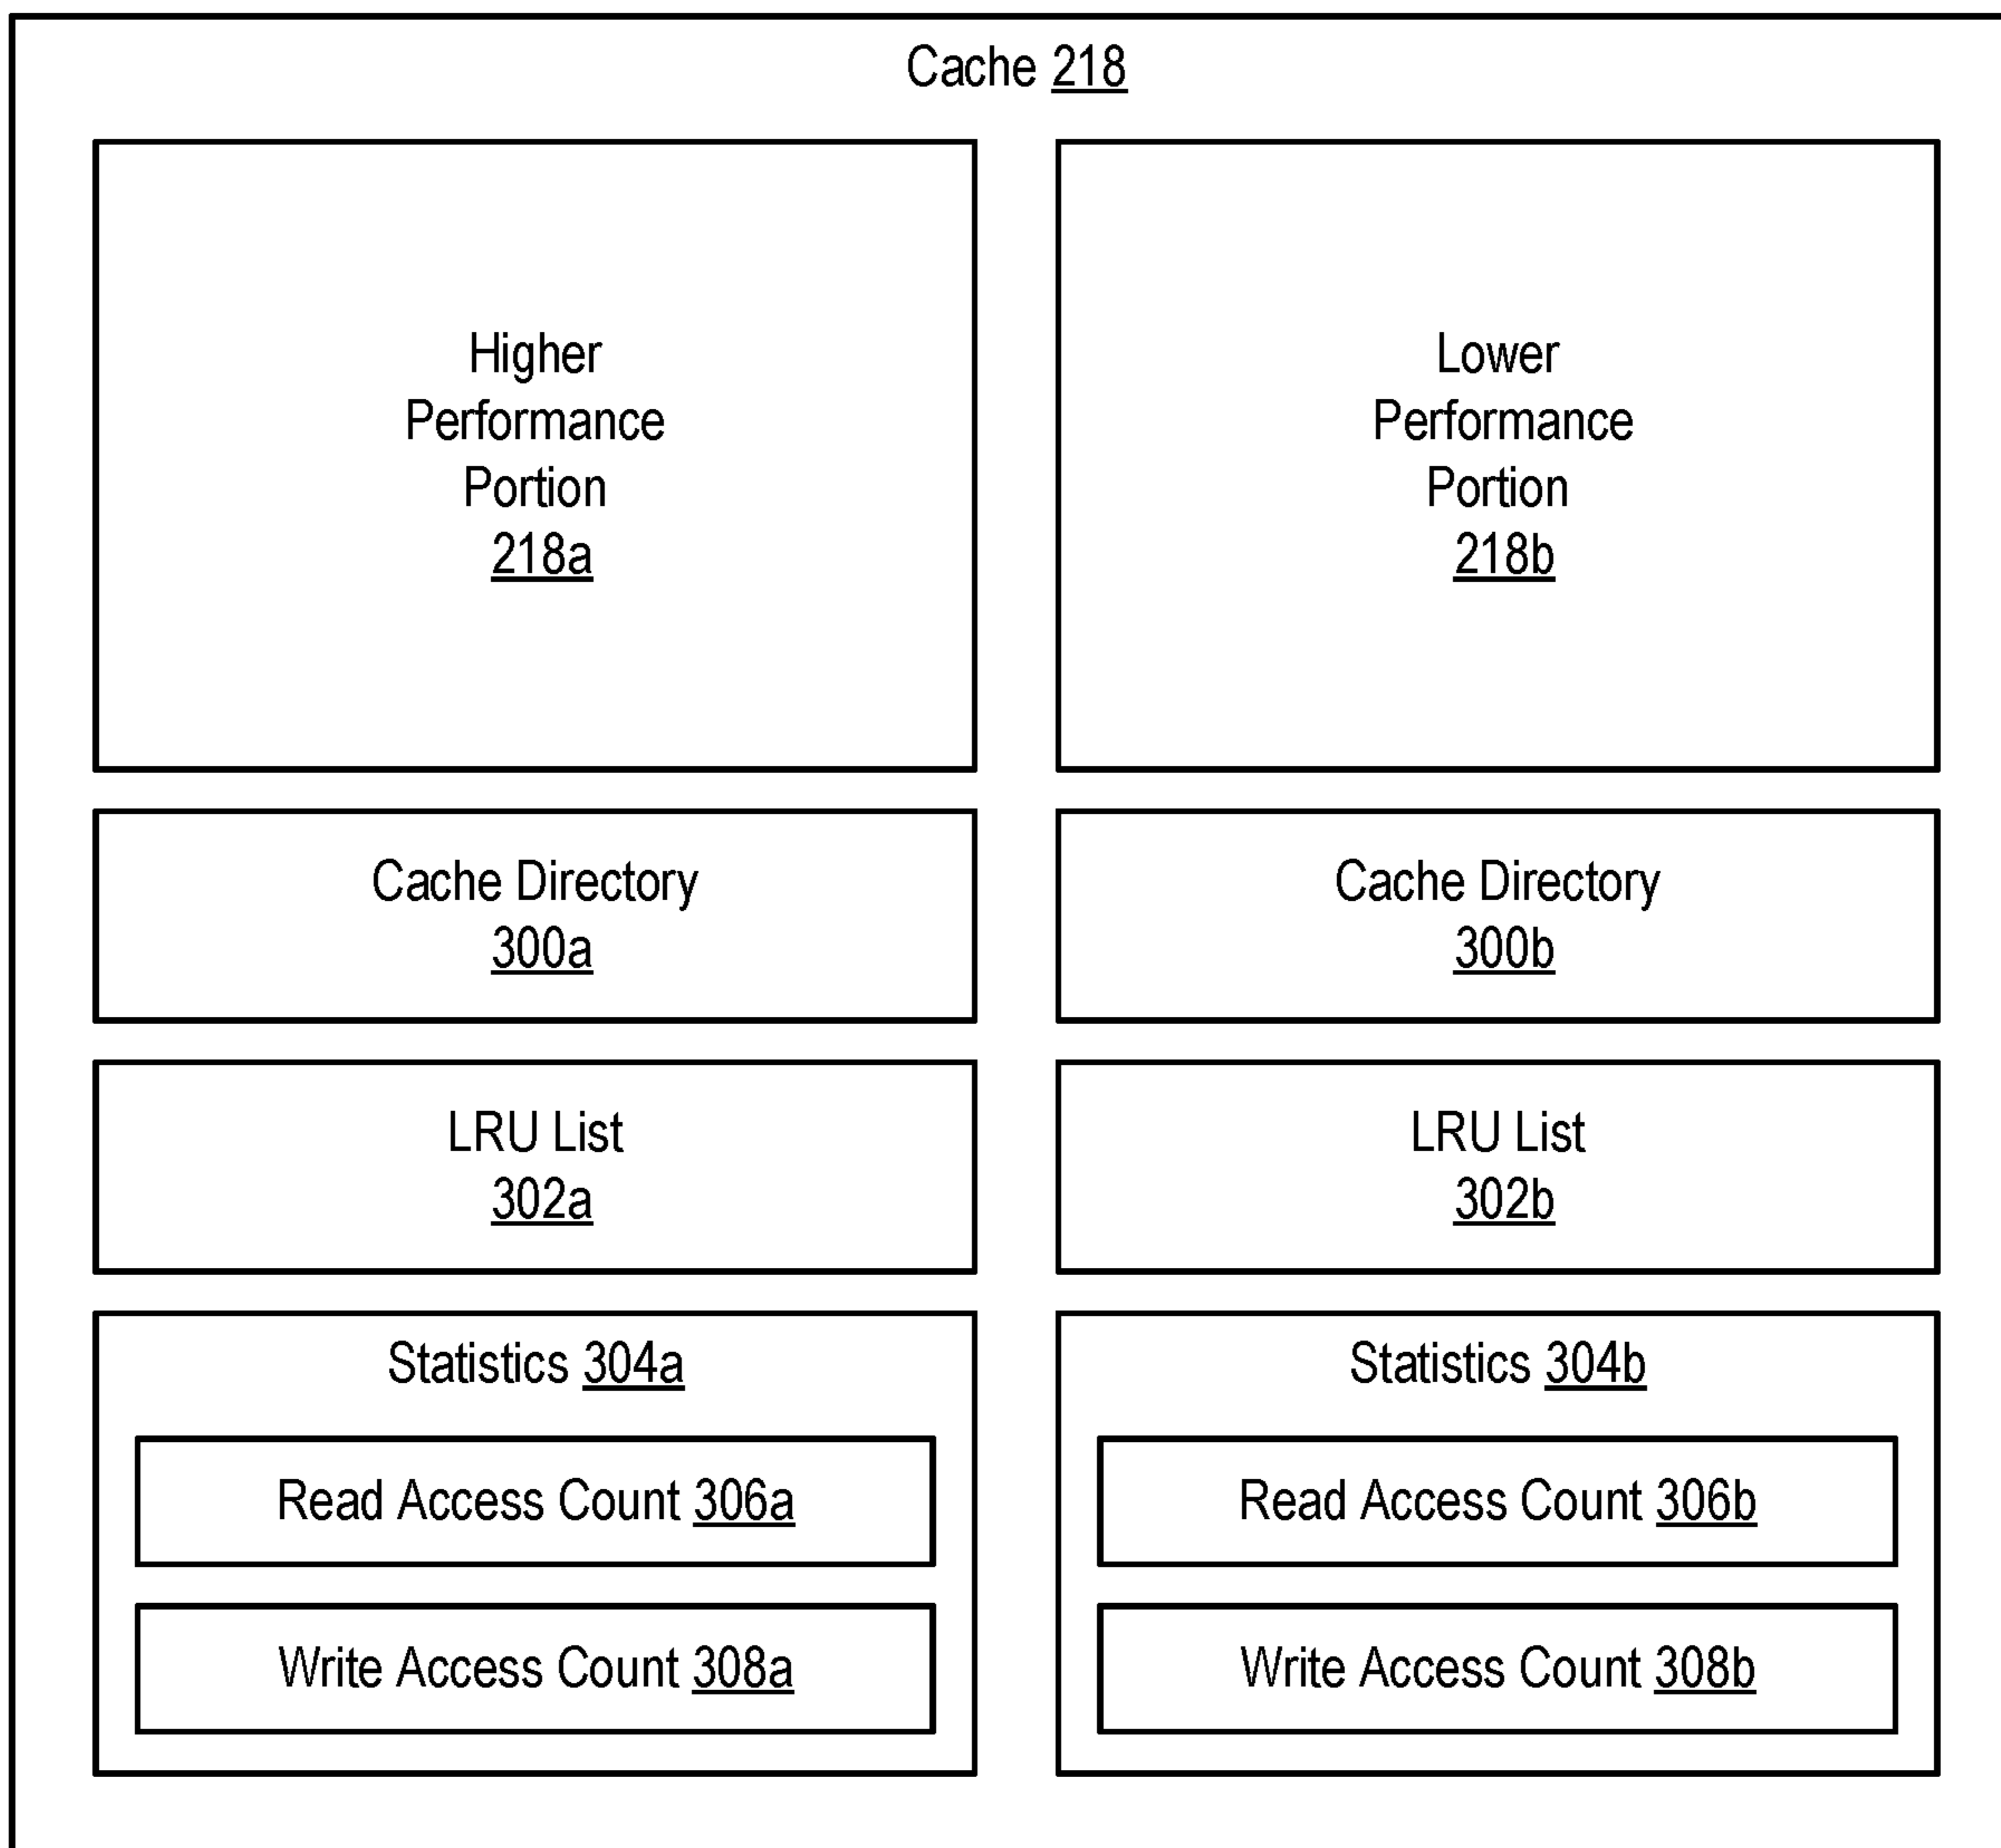 Cache 218
Higher
Performance
Portion
218a
Lower
Performance
Portion
218b
Cache Directory
300a
Cache Directory
300b
LRU List
302a
LRU List
302b
Statistics 304a
Read Access Count 306a
Write Access Count 308a
Statistics 304b
Read Access Count 306b
Write Access Count 308b